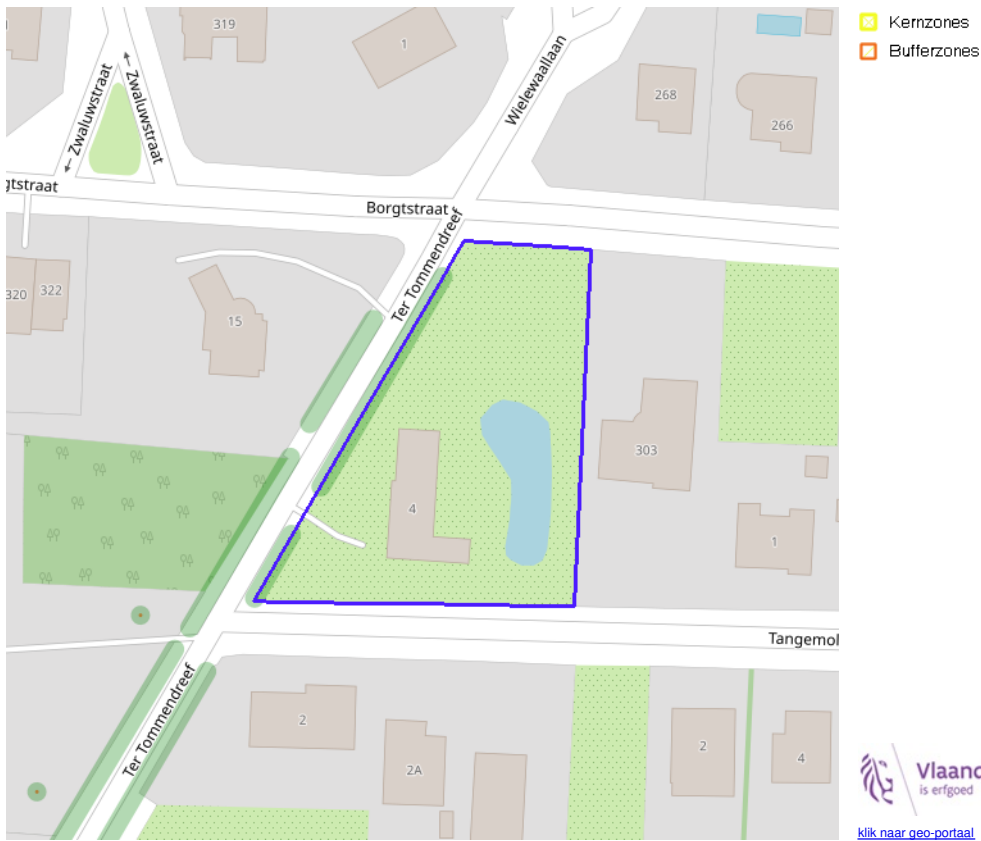 319
1
Wielewaallaan
Kernzones
Bufferzones
← Zwaluwstraat
← Zwaluwstraat
268
266
gtstraat
Borgtstraat
Ter Tommendreef
320
322
15
303
4
1
Tangemol
Ter Tommendreef
2
2A
2
4
Vlaand
is erfgoed
klik naar geo-portaal